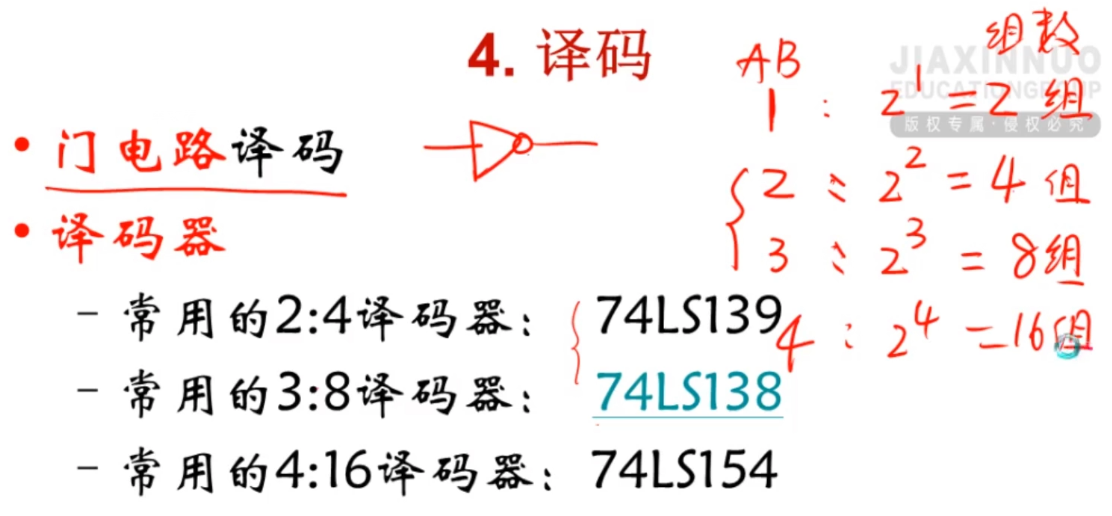 4. 译码
AB
组数
JIAXINNUO
EDUCATIONGROUP
版权专属·侵权必究
1 : 2^1 = 2 组
• 门电路译码
2 : 2^2 = 4 组
• 译码器
3 : 2^3 = 8 组
– 常用的2:4译码器: 74LS139
4 : 2^4 = 16组
– 常用的3:8译码器: 74LS138
– 常用的4:16译码器: 74LS154